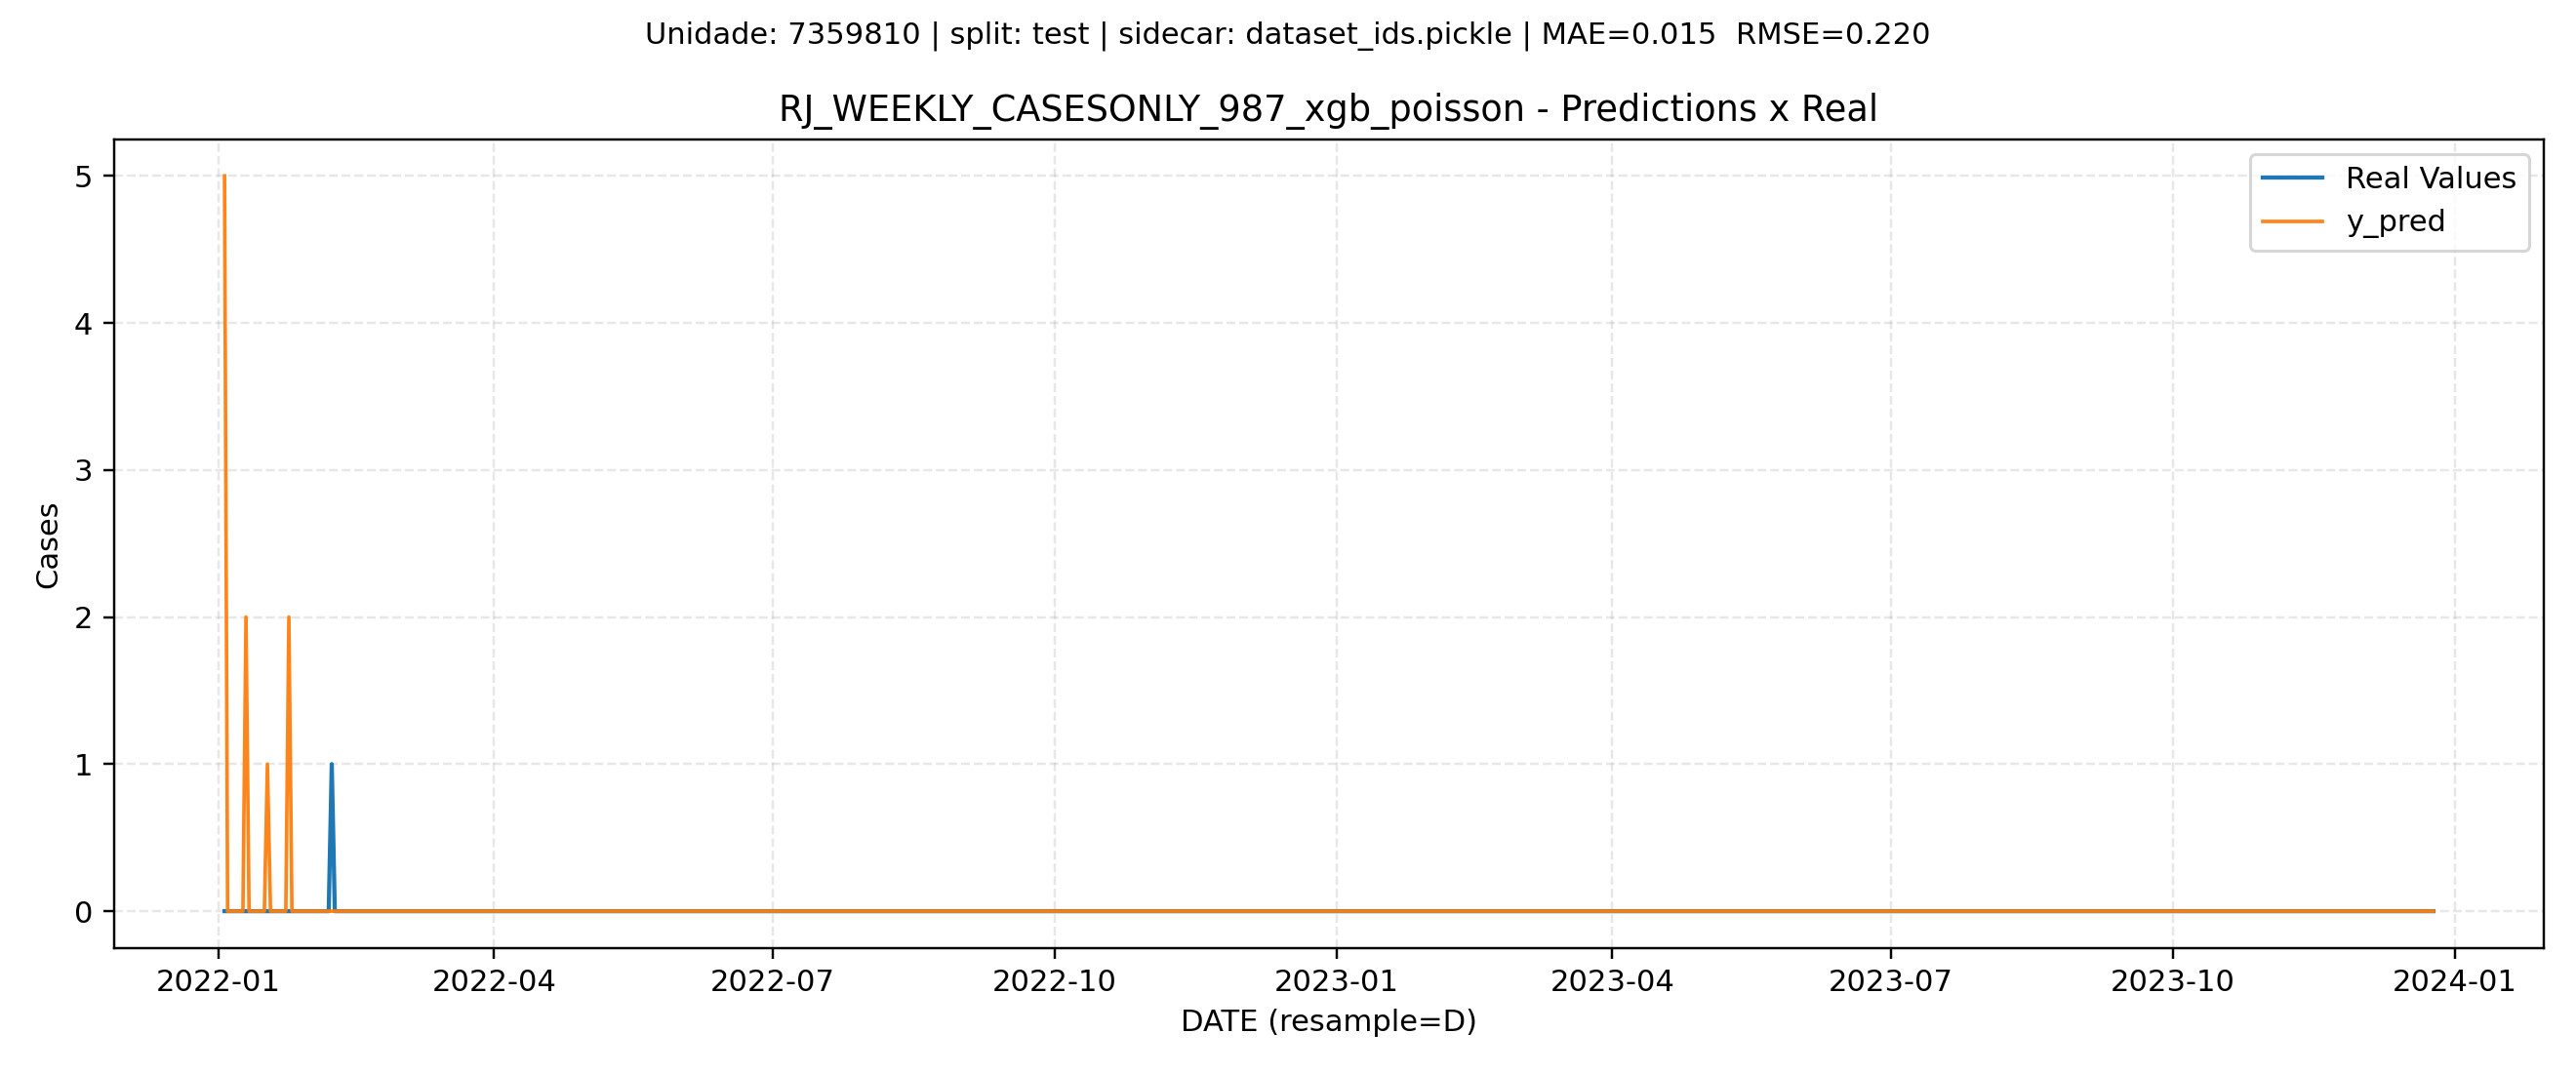 Unidade: 7359810 | split: test | sidecar: dataset_ids.pickle | MAE=0.015  RMSE=0.220
RJ_WEEKLY_CASESONLY_987_xgb_poisson - Predictions x Real
Real Values
y_pred
Cases
5
4
3
2
1
0
2022-01
2022-04
2022-07
2022-10
2023-01
2023-04
2023-07
2023-10
2024-01
DATE (resample=D)